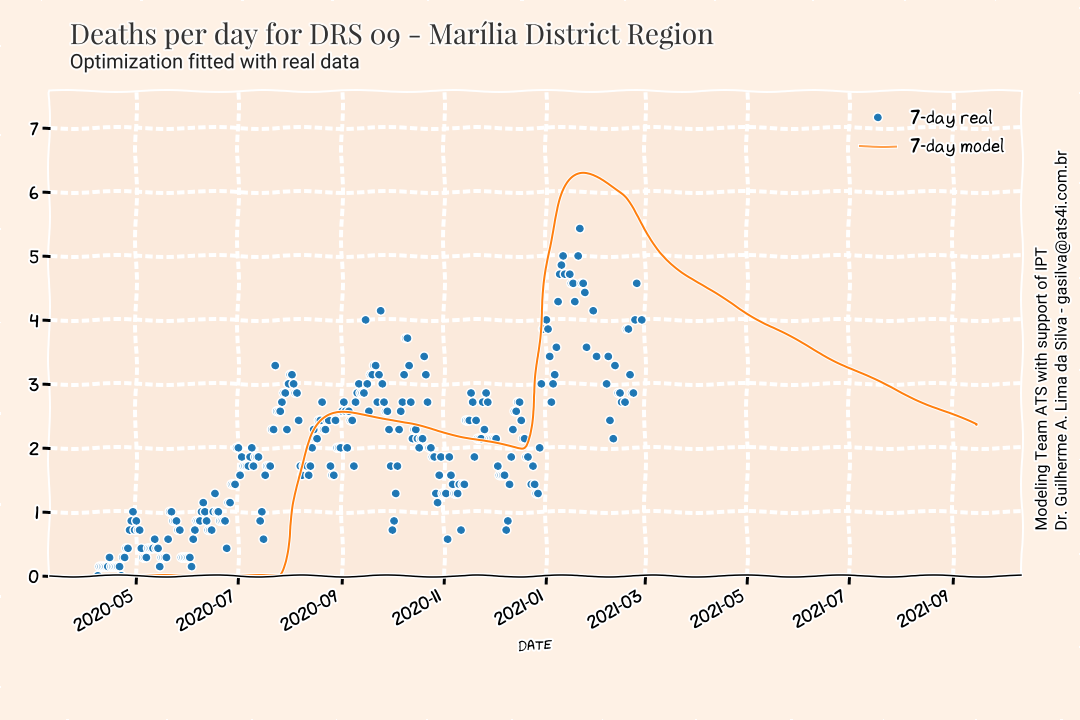 Deaths per day for DRS 09 - Marília District Region
Optimization fitted with real data
7-day real
7-day model
7
6
5
4
3
2
1
0
2020-05
2020-07
2020-09
2020-11
2021-01
2021-03
2021-05
2021-07
2021-09
DATE
Modeling Team ATS with support of IPT
Dr. Guilherme A. Lima da Silva - gasilva@ats4i.com.br